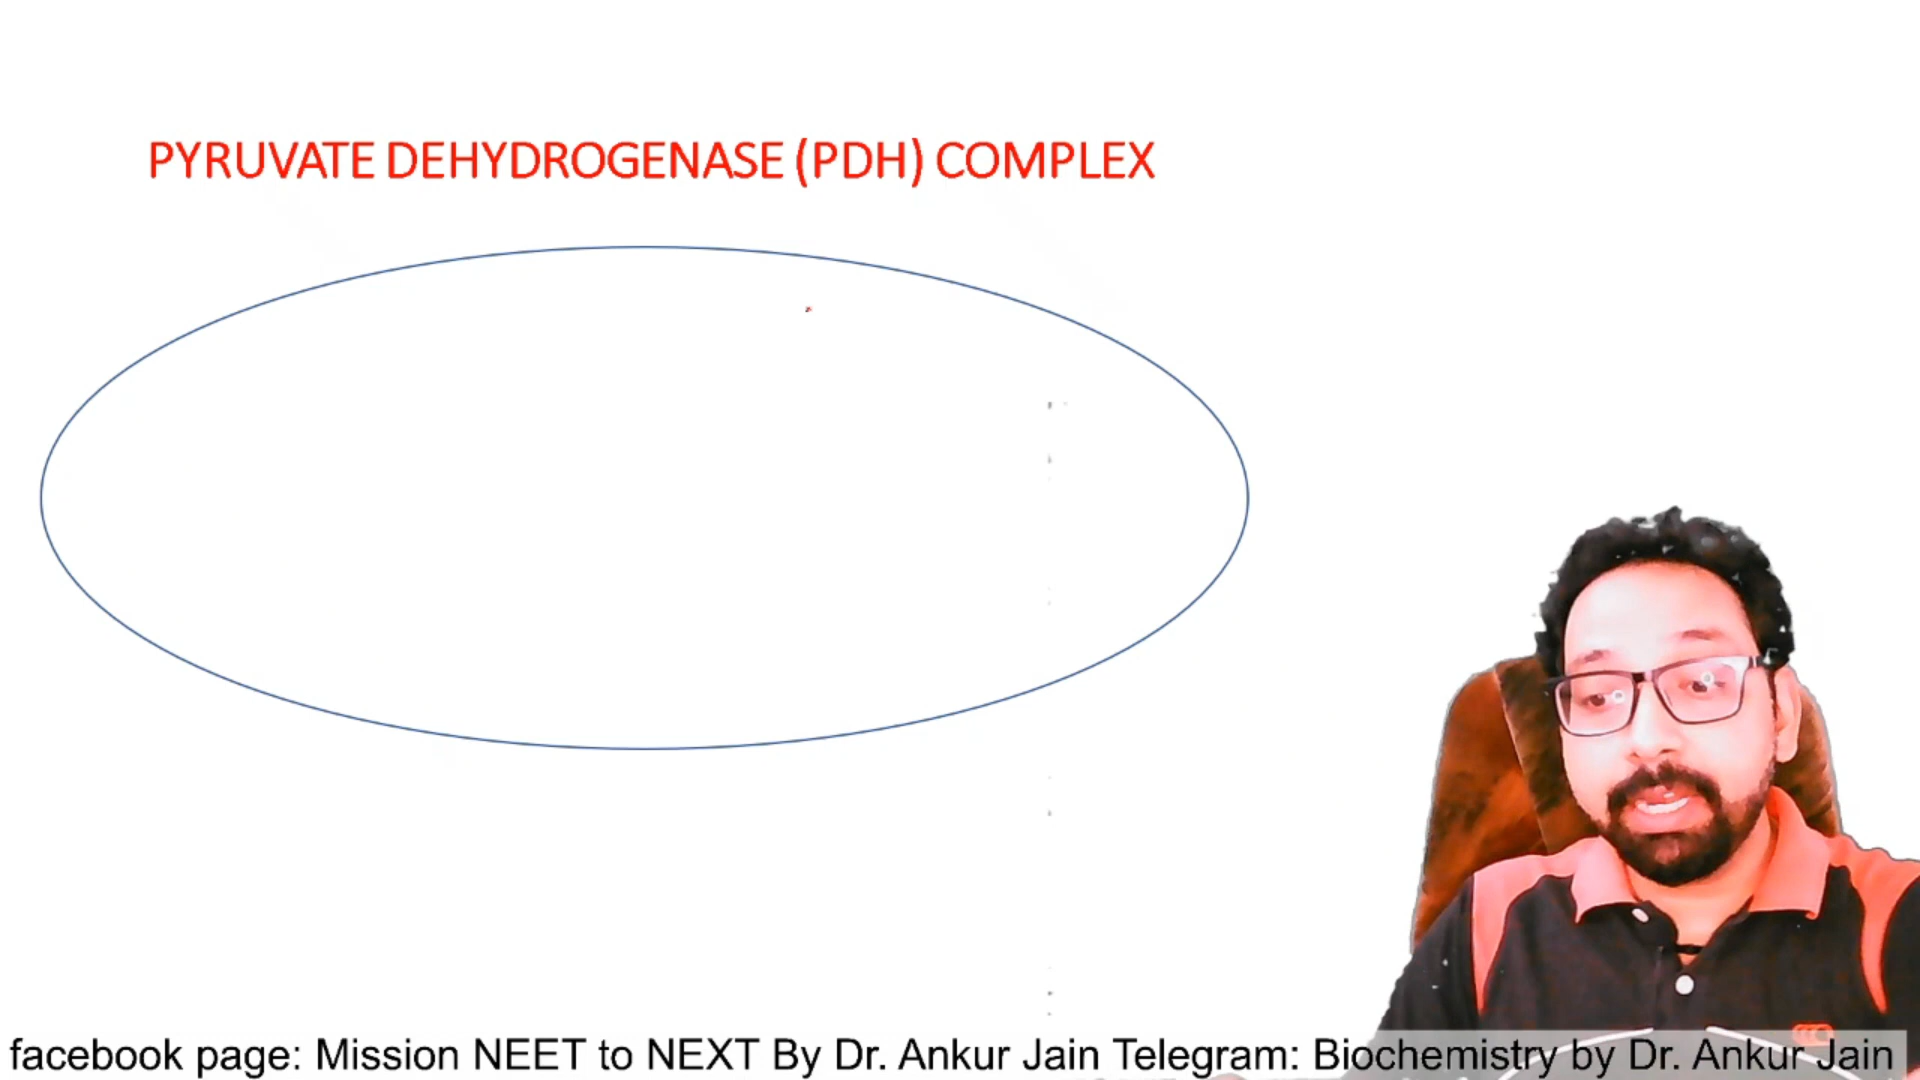 PYRUVATE DEHYDROGENASE (PDH) COMPLEX
facebook page: Mission NEET to NEXT By Dr. Ankur Jain Telegram: Biochemistry by Dr. Ankur Jain